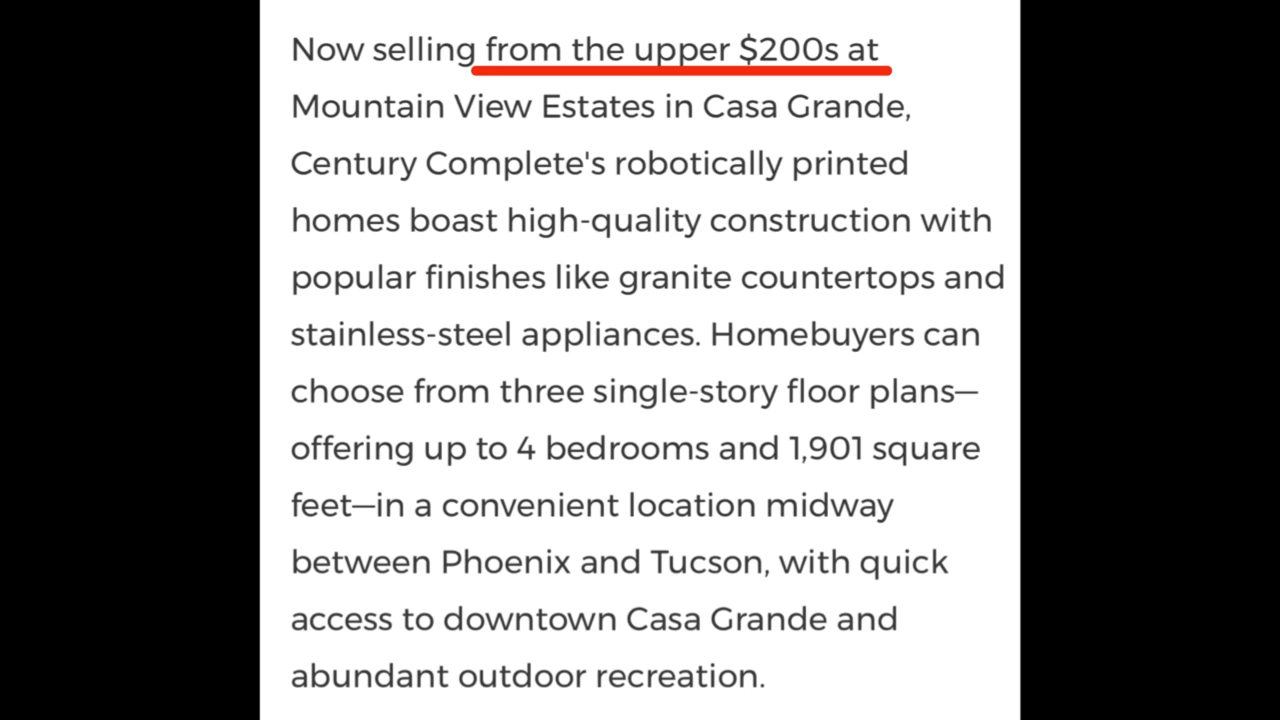 Now selling from the upper $200s at
Mountain View Estates in Casa Grande,
Century Complete's robotically printed
homes boast high-quality construction with
popular finishes like granite countertops and
stainless-steel appliances. Homebuyers can
choose from three single-story floor plans—
offering up to 4 bedrooms and 1,901 square
feet—in a convenient location midway
between Phoenix and Tucson, with quick
access to downtown Casa Grande and
abundant outdoor recreation.